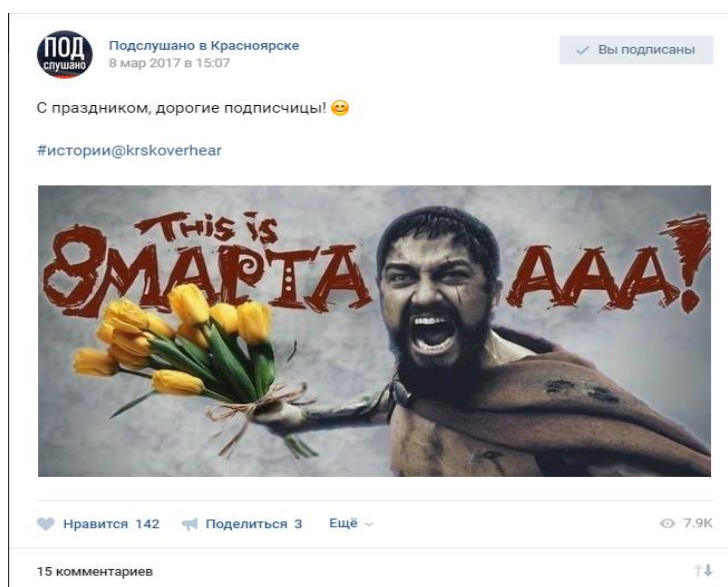 ПОД
слушано
Подслушано в Красноярске
8 мар 2017 в 15:07
Вы подписаны
С праздником, дорогие подписчицы! 😊
#истории@krskoverhear
THIS iS
8МАРТА ААА!
Нравится 142 Поделиться 3 Ещё
7.9K
15 комментариев